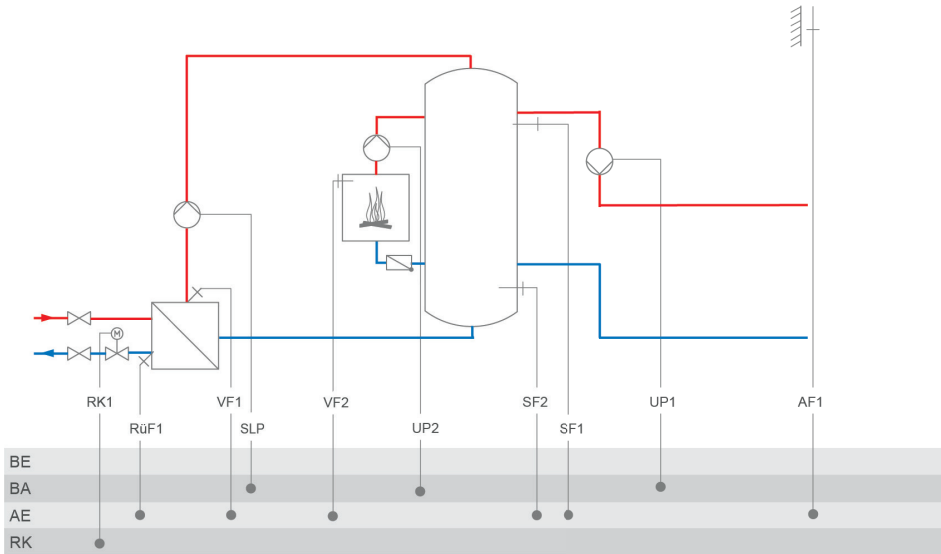 M
RK1 VF1 VF2 SF2 UP1 AF1
RüF1 SLP UP2 SF1
BE
BA
AE
RK